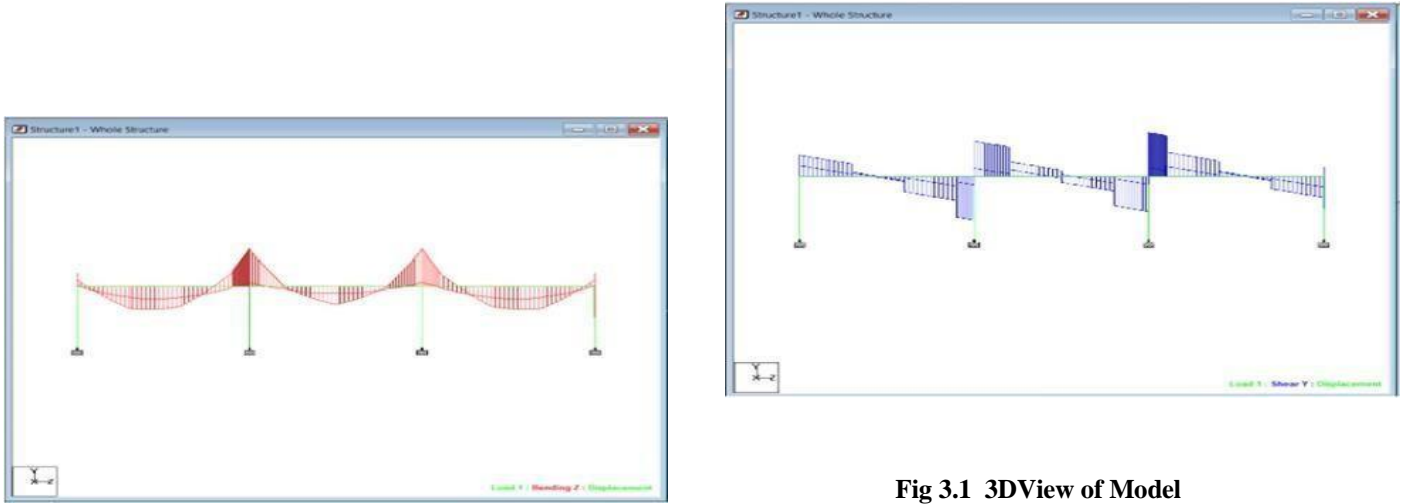 Structure1 - Whole Structure
Y
X Z
Load 1 : Bending Z : Displacement
Structure1 - Whole Structure
Y
X Z
Load 1 : Shear Y : Displacement
Fig 3.1 3DView of Model